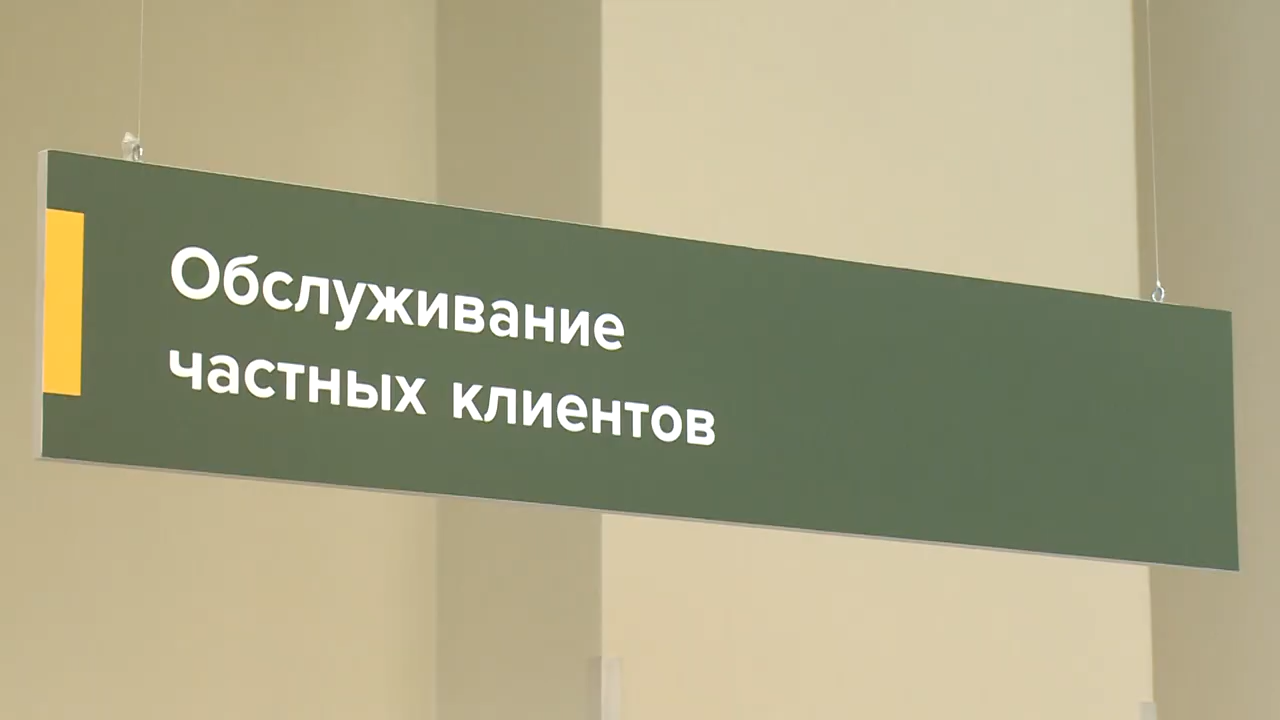 Обслуживание
частных клиентов